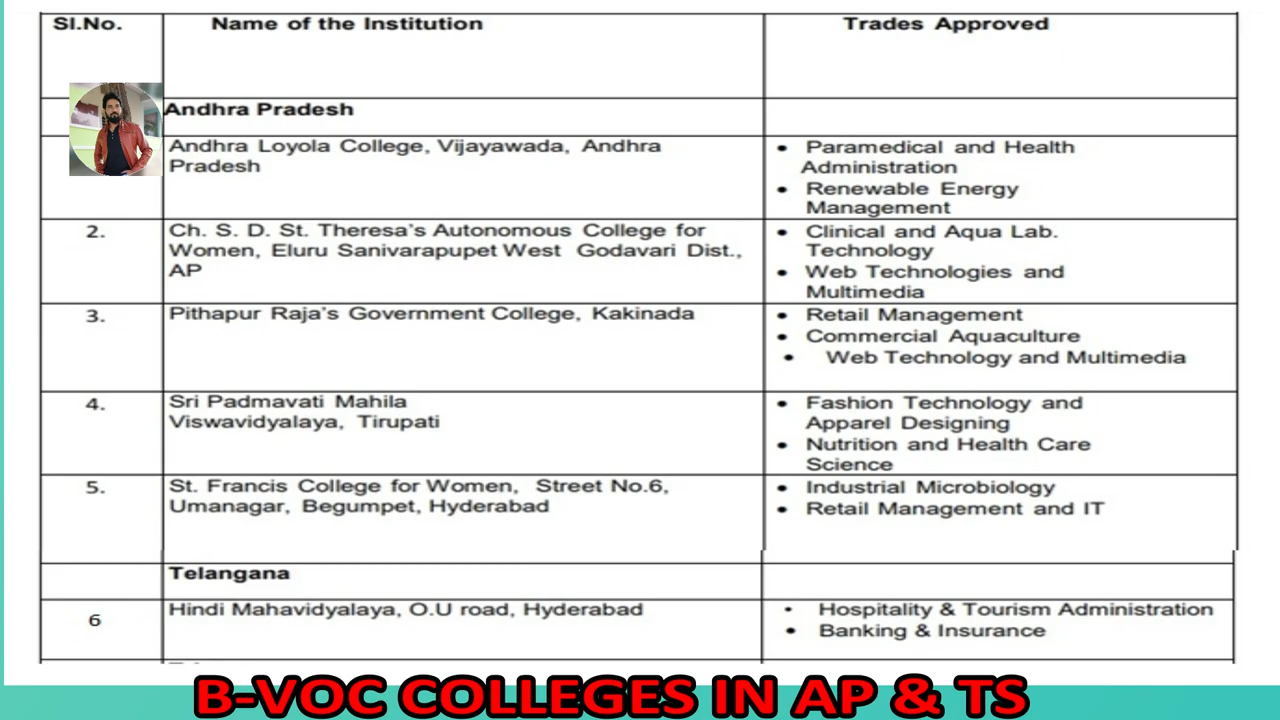 Sl.No. Name of the Institution Trades Approved
Andhra Pradesh
Andhra Loyola College, Vijayawada, Andhra
Pradesh
• Paramedical and Health
Administration
• Renewable Energy
Management
2. Ch. S. D. St. Theresa's Autonomous College for
Women, Eluru Sanivarapupet West Godavari Dist.,
AP
• Clinical and Aqua Lab.
Technology
• Web Technologies and
Multimedia
3. Pithapur Raja's Government College, Kakinada
• Retail Management
• Commercial Aquaculture
• Web Technology and Multimedia
4. Sri Padmavati Mahila
Viswavidyalaya, Tirupati
• Fashion Technology and
Apparel Designing
• Nutrition and Health Care
Science
5. St. Francis College for Women, Street No.6,
Umanagar, Begumpet, Hyderabad
• Industrial Microbiology
• Retail Management and IT
Telangana
6 Hindi Mahavidyalaya, O.U road, Hyderabad
• Hospitality & Tourism Administration
• Banking & Insurance
B-VOC COLLEGES IN AP & TS